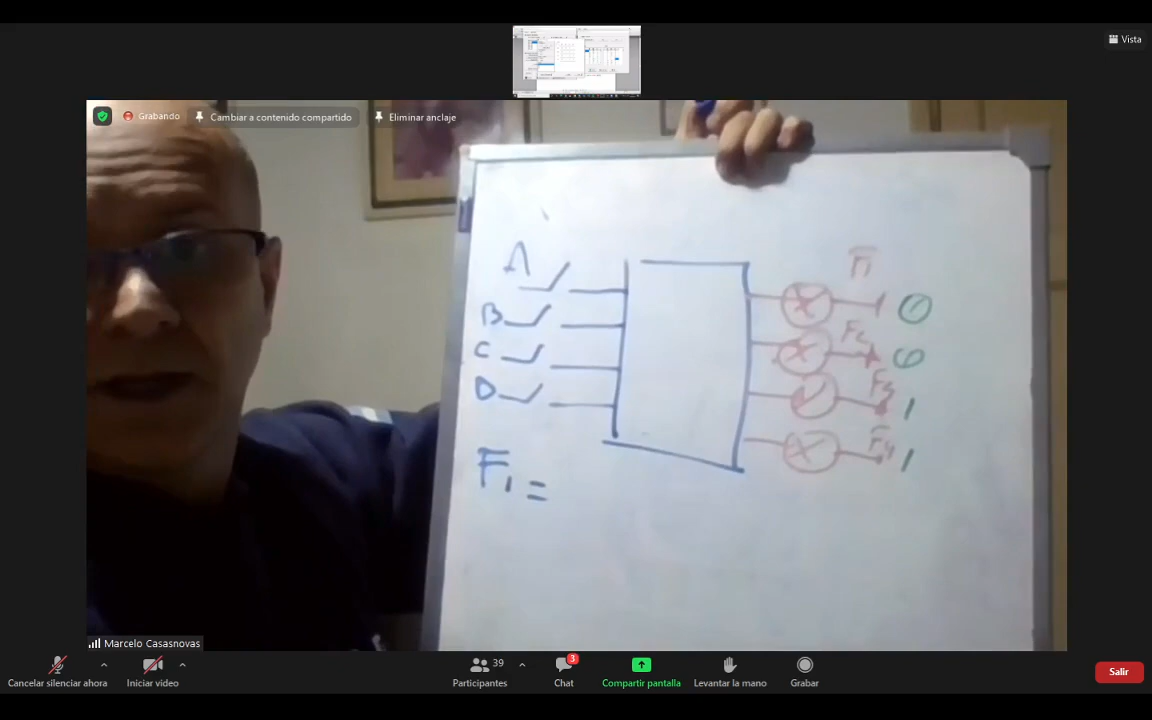 Vista
Grabando
Cambiar a contenido compartido
Eliminar anclaje
A
B
C
D
F1 =
F1
0
F2
0
F3
1
F4
1
Marcelo Casasnovas
Cancelar silenciar ahora
Iniciar video
39
Participantes
3
Chat
Compartir pantalla
Levantar la mano
Grabar
Salir